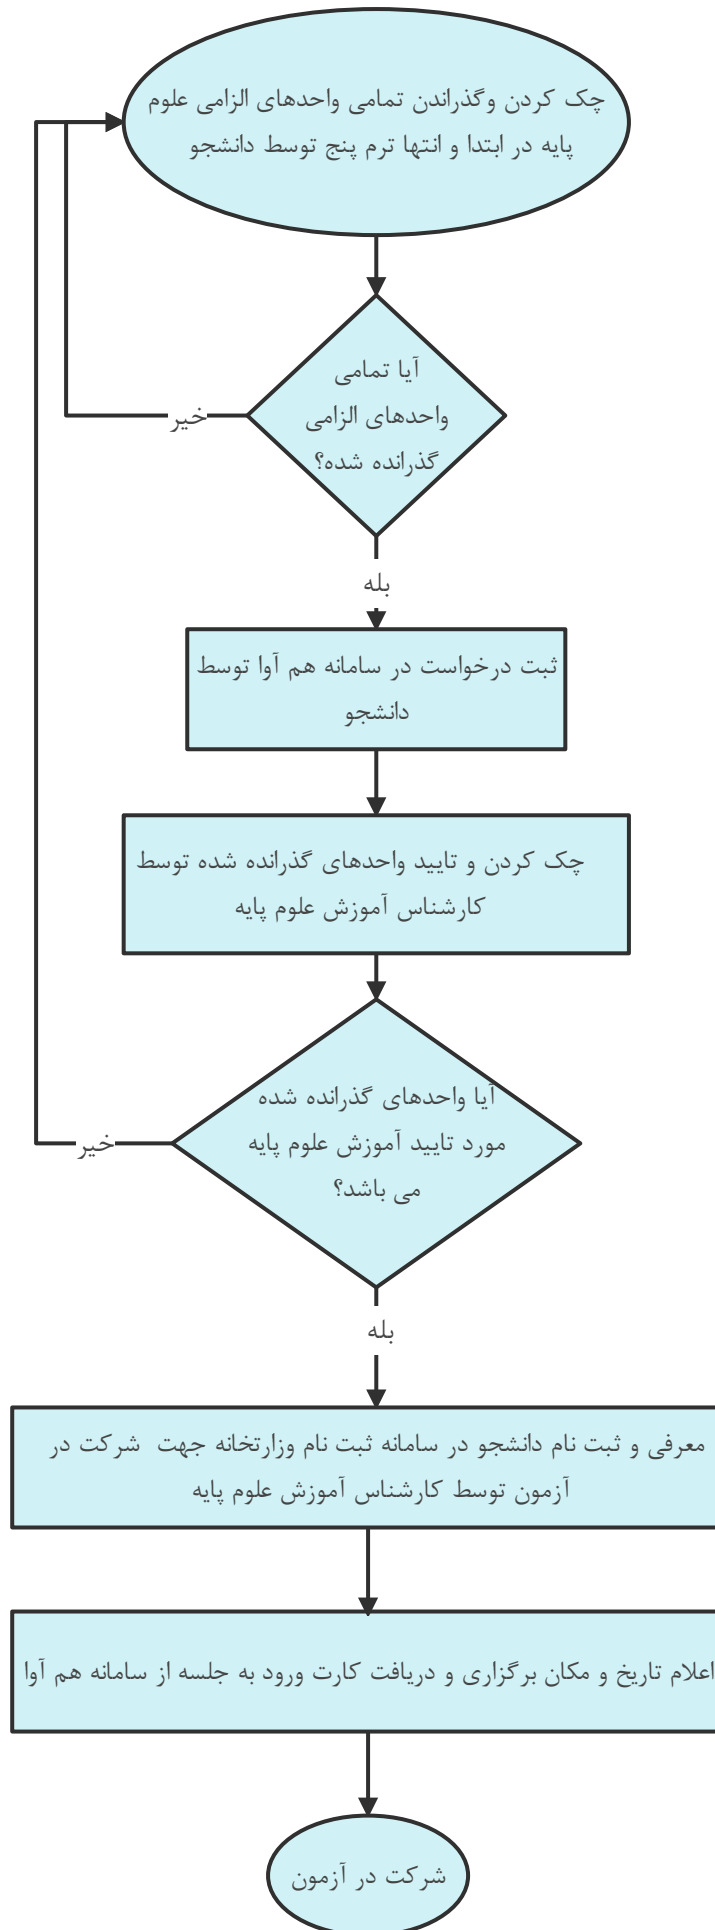 چک کردن وگذراندن تمامی واحدهای الزامی علوم
پایه در ابتدا و انتها ترم پنج توسط دانشجو
آیا تمامی
واحدهای الزامی
گذرانده شده؟
خیر
بله
ثبت درخواست در سامانه هم آوا توسط
دانشجو
چک کردن و تایید واحدهای گذرانده شده توسط
کارشناس آموزش علوم پایه
آیا واحدهای گذرانده شده
مورد تایید آموزش علوم پایه
می باشد؟
خیر
بله
معرفی و ثبت نام دانشجو در سامانه ثبت نام وزارتخانه جهت  شرکت در
آزمون توسط کارشناس آموزش علوم پایه
اعلام تاریخ و مکان برگزاری و دریافت کارت ورود به جلسه از سامانه هم آوا
شرکت در آزمون